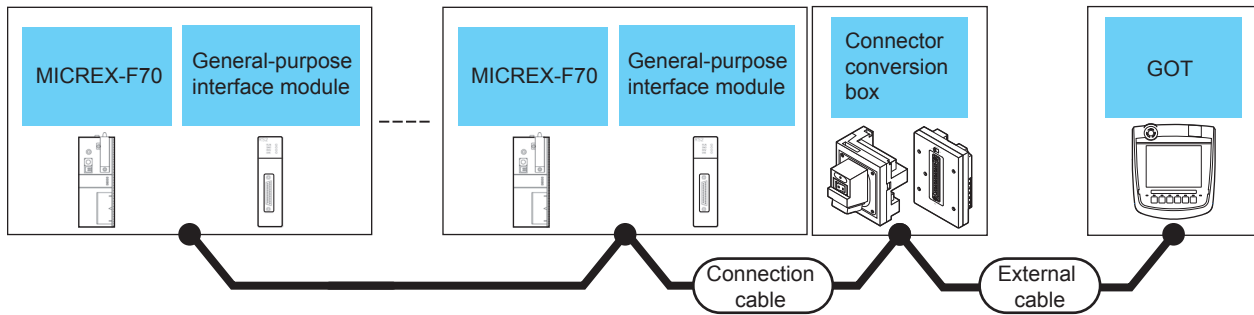 MICREX-F70
General-purpose
interface module
MICREX-F70
General-purpose
interface module
Connector
conversion
box
GOT
Connection
cable
External
cable